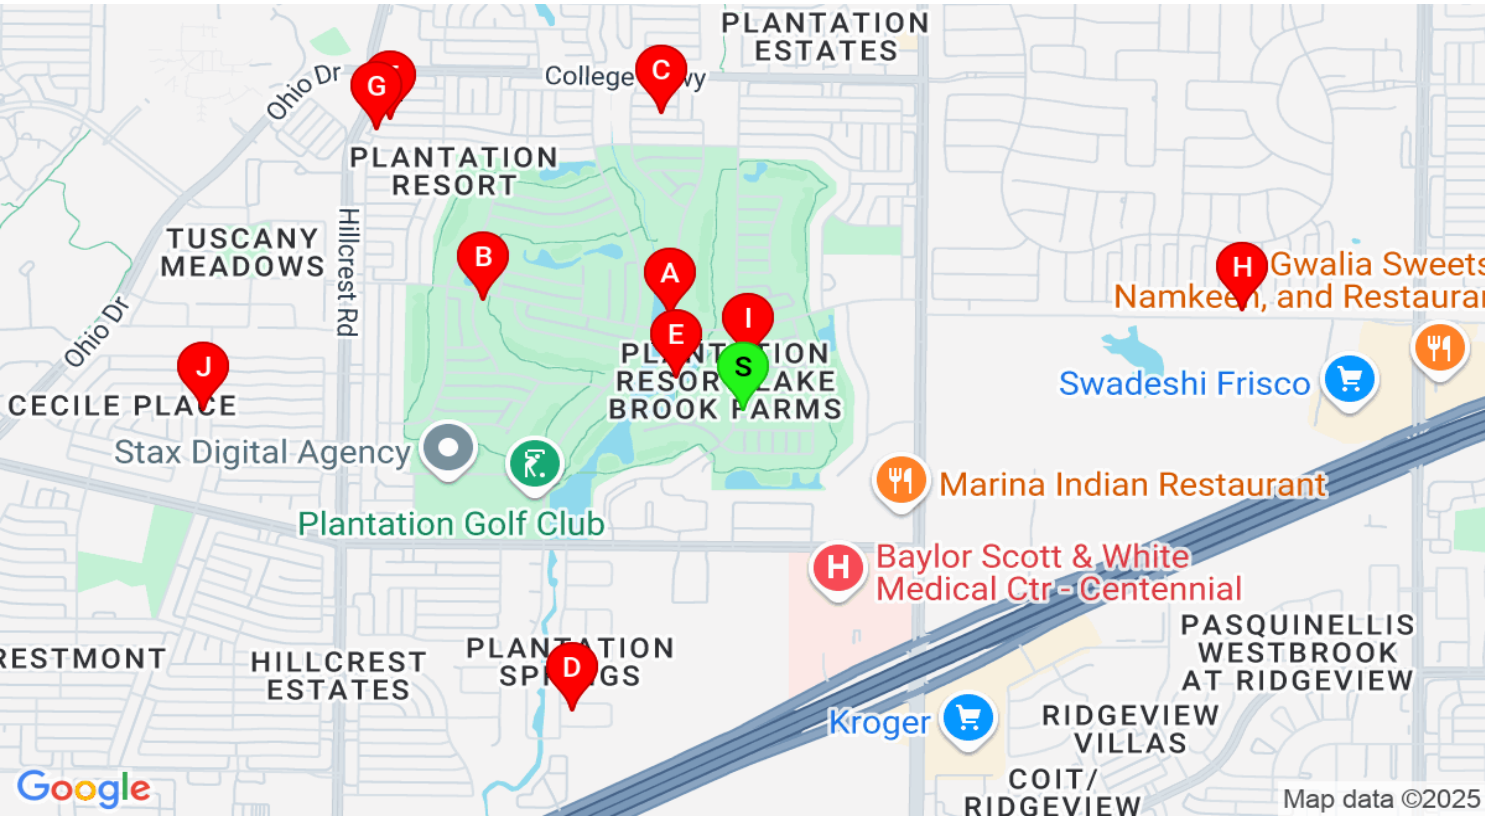 PLANTATION
ESTATES
Ohio Dr
College
wy
C
G
PLANTATION
RESORT
Hillcrest Rd
TUSCANY
MEADOWS
B
A
H
Gwalia Sweets
Namkeen, and Restaurar
Ohio Dr
I
E
S
PLANTATION
RESORT LAKE
BROOK FARMS
J
CECILE PLACE
Swadeshi Frisco
Stax Digital Agency
Marina Indian Restaurant
Plantation Golf Club
H
Baylor Scott & White
Medical Ctr - Centennial
RESTMONT
HILLCREST
ESTATES
PLANTATION
SPRINGS
D
PASQUINELLIS
WESTBROOK
AT RIDGEVIEW
Kroger
RIDGEVIEW
VILLAS
COIT/
RIDGEVIEW
Google
Map data ©2025